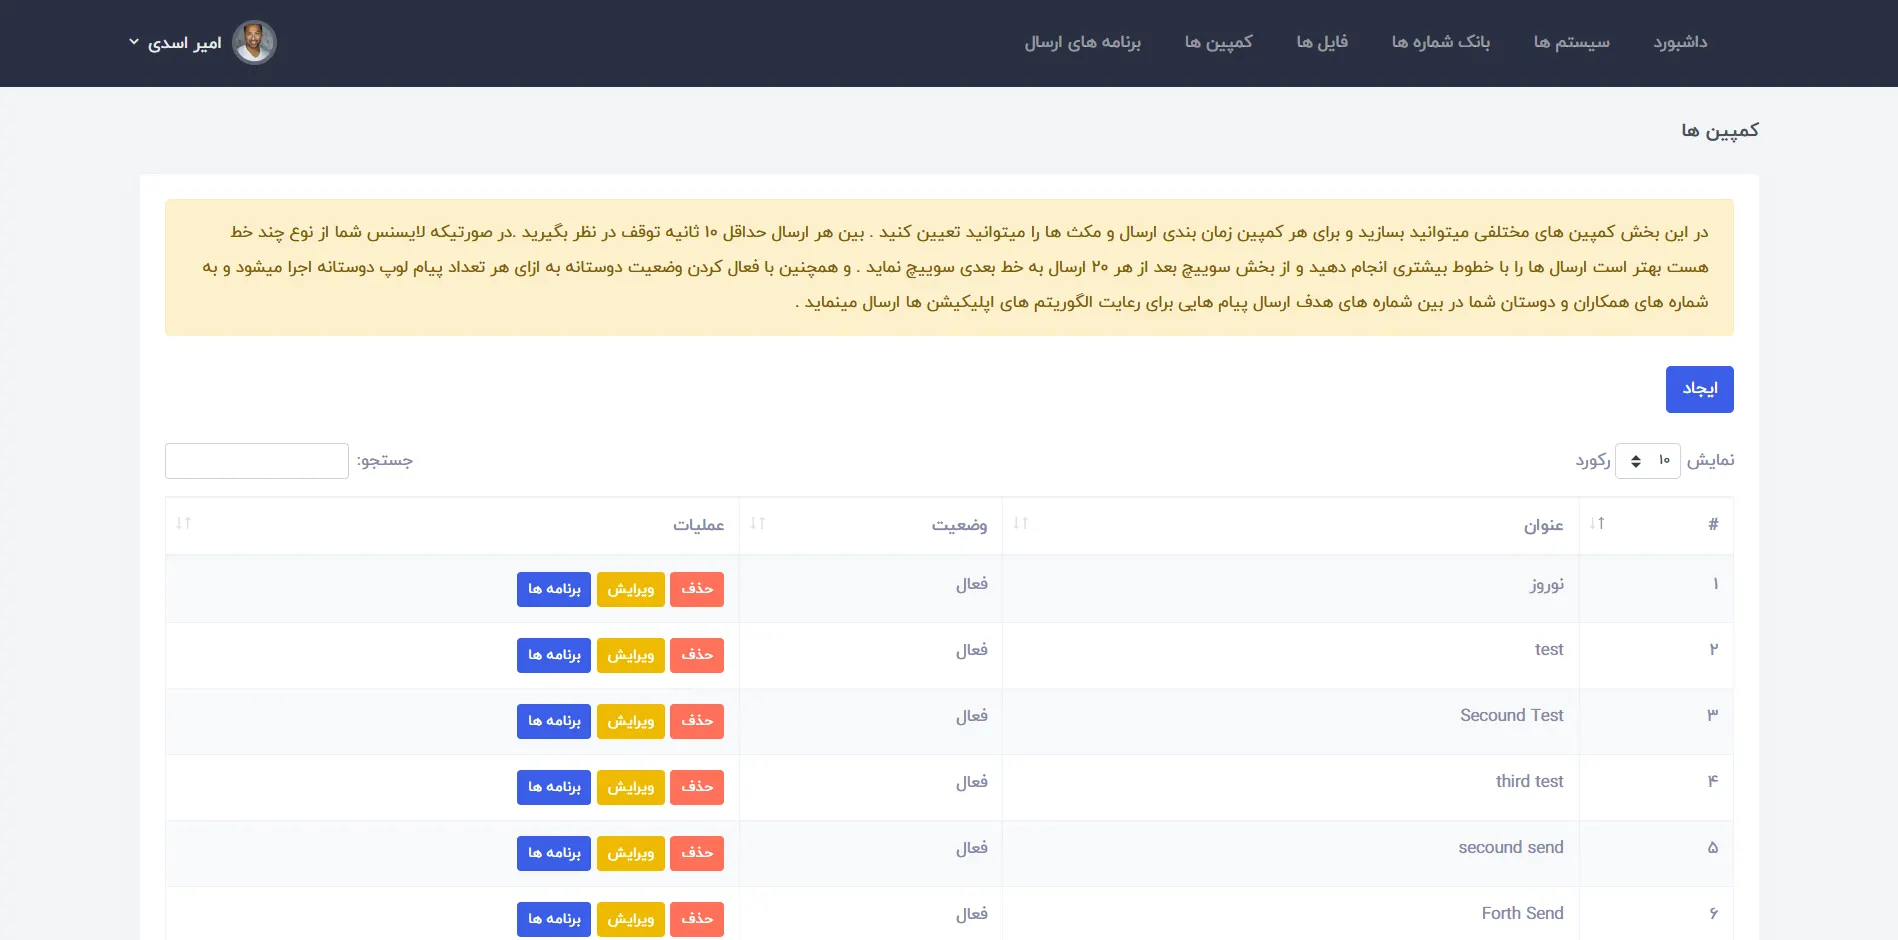 داشبورد سیستم ها بانک شماره ها فایل ها کمپین ها برنامه های ارسال امیر اسدی
کمپین ها
در این بخش کمپین های مختلفی میتوانید بسازید و برای هر کمپین زمان بندی ارسال و مکث ها را میتوانید تعیین کنید . بین هر ارسال حداقل ۱۰ ثانیه توقف در نظر بگیرید .در صورتیکه لایسنس شما از نوع چند خط
هست بهتر است ارسال ها را با خطوط بیشتری انجام دهید و از بخش سوییچ بعد از هر ۲۰ ارسال به خط بعدی سوییچ نماید . و همچنین با فعال کردن وضعیت دوستانه به ازای هر تعداد پیام لوپ دوستانه اجرا میشود و به
شماره های همکاران و دوستان شما در بین شماره های هدف ارسال پیام هایی برای رعایت الگوریتم های اپلیکیشن ها ارسال مینماید .
ایجاد
نمایش ۱۰ رکورد جستجو:
# عنوان وضعیت عملیات
۱ نوروز فعال حذف ویرایش برنامه ها
۲ test فعال حذف ویرایش برنامه ها
۳ Secound Test فعال حذف ویرایش برنامه ها
۴ third test فعال حذف ویرایش برنامه ها
۵ secound send فعال حذف ویرایش برنامه ها
۶ Forth Send فعال حذف ویرایش برنامه ها